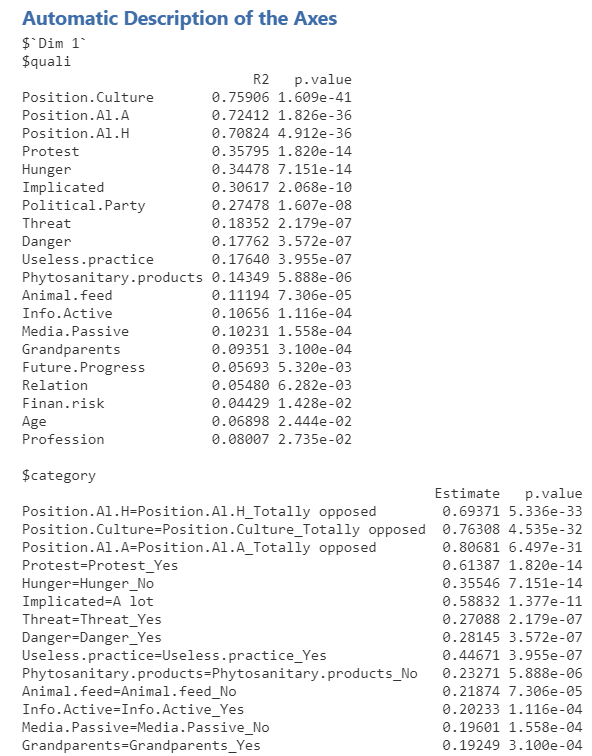 Automatic Description of the Axes
$`Dim 1`
$quali
R2 p.value
Position.Culture 0.75906 1.609e-41
Position.Al.A 0.72412 1.826e-36
Position.Al.H 0.70824 4.912e-36
Protest 0.35795 1.820e-14
Hunger 0.34478 7.151e-14
Implicated 0.30617 2.068e-10
Political.Party 0.27478 1.607e-08
Threat 0.18352 2.179e-07
Danger 0.17762 3.572e-07
Useless.practice 0.17640 3.955e-07
Phytosanitary.products 0.14349 5.888e-06
Animal.feed 0.11194 7.306e-05
Info.Active 0.10656 1.116e-04
Media.Passive 0.10231 1.558e-04
Grandparents 0.09351 3.100e-04
Future.Progress 0.05693 5.320e-03
Relation 0.05480 6.282e-03
Finan.risk 0.04429 1.428e-02
Age 0.06898 2.444e-02
Profession 0.08007 2.735e-02
$category
Estimate p.value
Position.Al.H=Position.Al.H_Totally opposed 0.69371 5.336e-33
Position.Culture=Position.Culture_Totally opposed 0.76308 4.535e-32
Position.Al.A=Position.Al.A_Totally opposed 0.80681 6.497e-31
Protest=Protest_Yes 0.61387 1.820e-14
Hunger=Hunger_No 0.35546 7.151e-14
Implicated=A lot 0.58832 1.377e-11
Threat=Threat_Yes 0.27088 2.179e-07
Danger=Danger_Yes 0.28145 3.572e-07
Useless.practice=Useless.practice_Yes 0.44671 3.955e-07
Phytosanitary.products=Phytosanitary.products_No 0.23271 5.888e-06
Animal.feed=Animal.feed_No 0.21874 7.306e-05
Info.Active=Info.Active_Yes 0.20233 1.116e-04
Media.Passive=Media.Passive_No 0.19601 1.558e-04
Grandparents=Grandparents_Yes 0.19249 3.100e-04